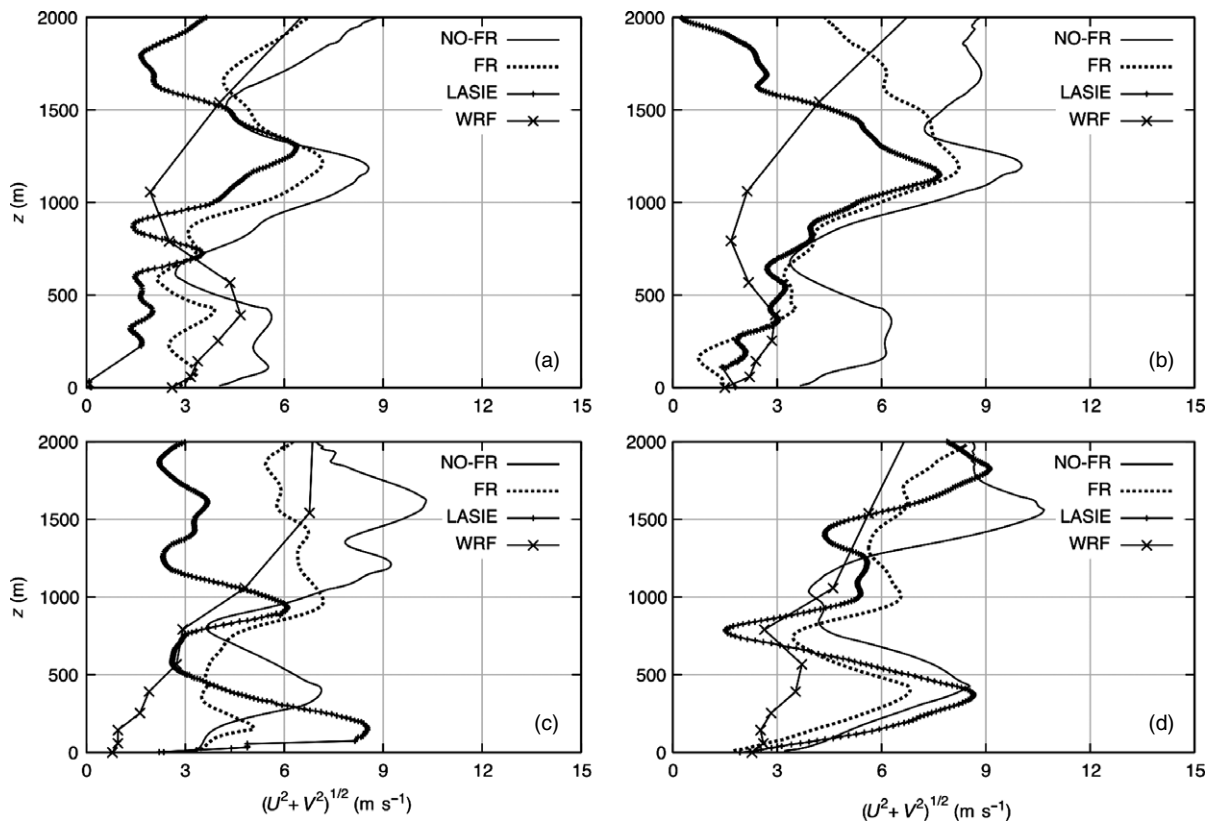 2000
NO-FR
FR
LASIE
WRF
1500
1000
500
0
z (m)
(a)
0 3 6 9 12 15
2000
NO-FR
FR
LASIE
WRF
1500
1000
500
0
(b)
0 3 6 9 12 15
2000
NO-FR
FR
LASIE
WRF
1500
1000
500
0
z (m)
(c)
0 3 6 9 12 15
(U² + V²)¹/² (m s⁻¹)
2000
NO-FR
FR
LASIE
WRF
1500
1000
500
0
(d)
0 3 6 9 12 15
(U² + V²)¹/² (m s⁻¹)